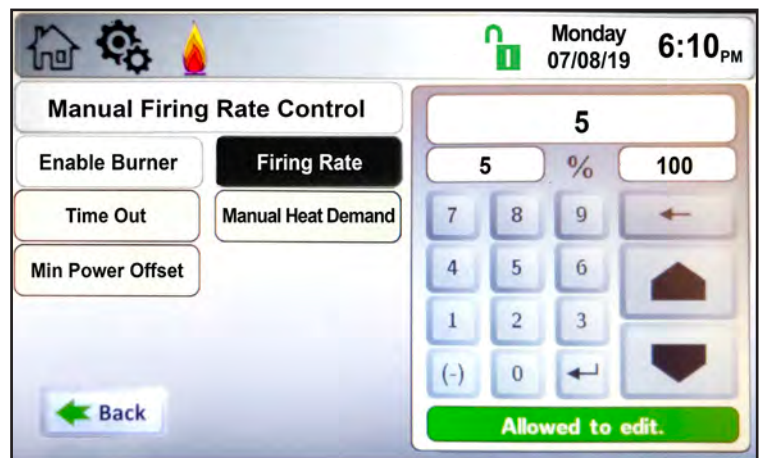 Monday
07/08/19
6:10 PM
Manual Firing Rate Control
Enable Burner
Firing Rate
Time Out
Manual Heat Demand
Min Power Offset
Back
5
5 % 100
7 8 9
4 5 6
1 2 3
(-) 0
Allowed to edit.